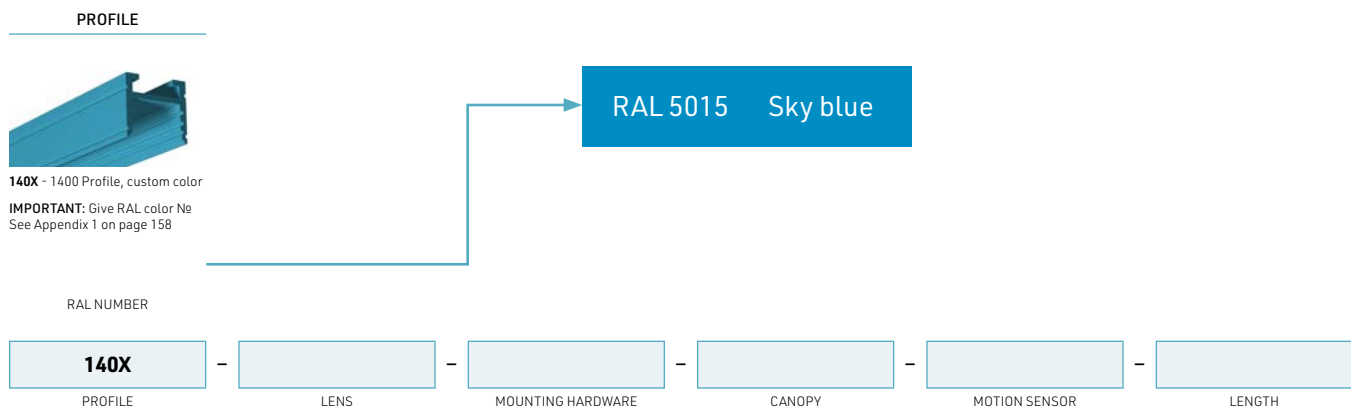 PROFILE
RAL 5015 Sky blue
140X - 1400 Profile, custom color
IMPORTANT: Give RAL color №
See Appendix 1 on page 158
RAL NUMBER
140X – – – – –
PROFILE LENS MOUNTING HARDWARE CANOPY MOTION SENSOR LENGTH